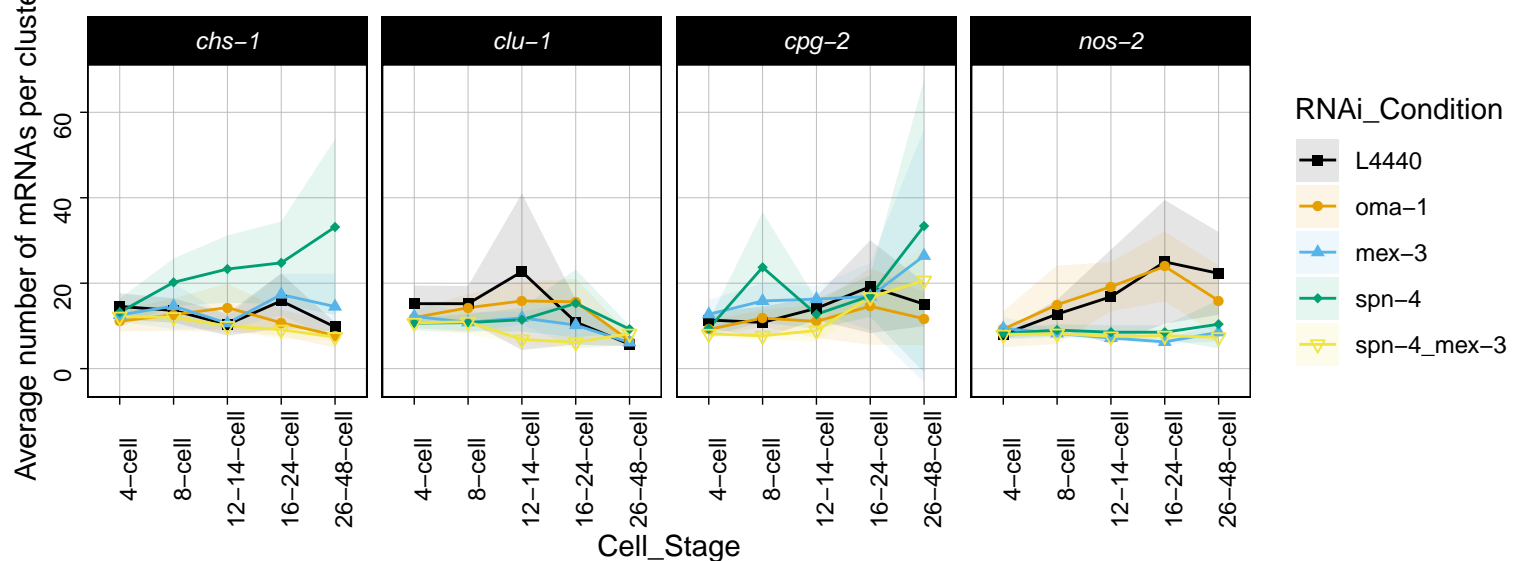 Average number of mRNAs per cluste
chs−1
clu−1
cpg−2
nos−2
60
40
20
0
4−cell
8−cell
12−14−cell
16−24−cell
26−48−cell
4−cell
8−cell
12−14−cell
16−24−cell
26−48−cell
4−cell
8−cell
12−14−cell
16−24−cell
26−48−cell
4−cell
8−cell
12−14−cell
16−24−cell
26−48−cell
Cell_Stage
RNAi_Condition
L4440
oma−1
mex−3
spn−4
spn−4_mex−3